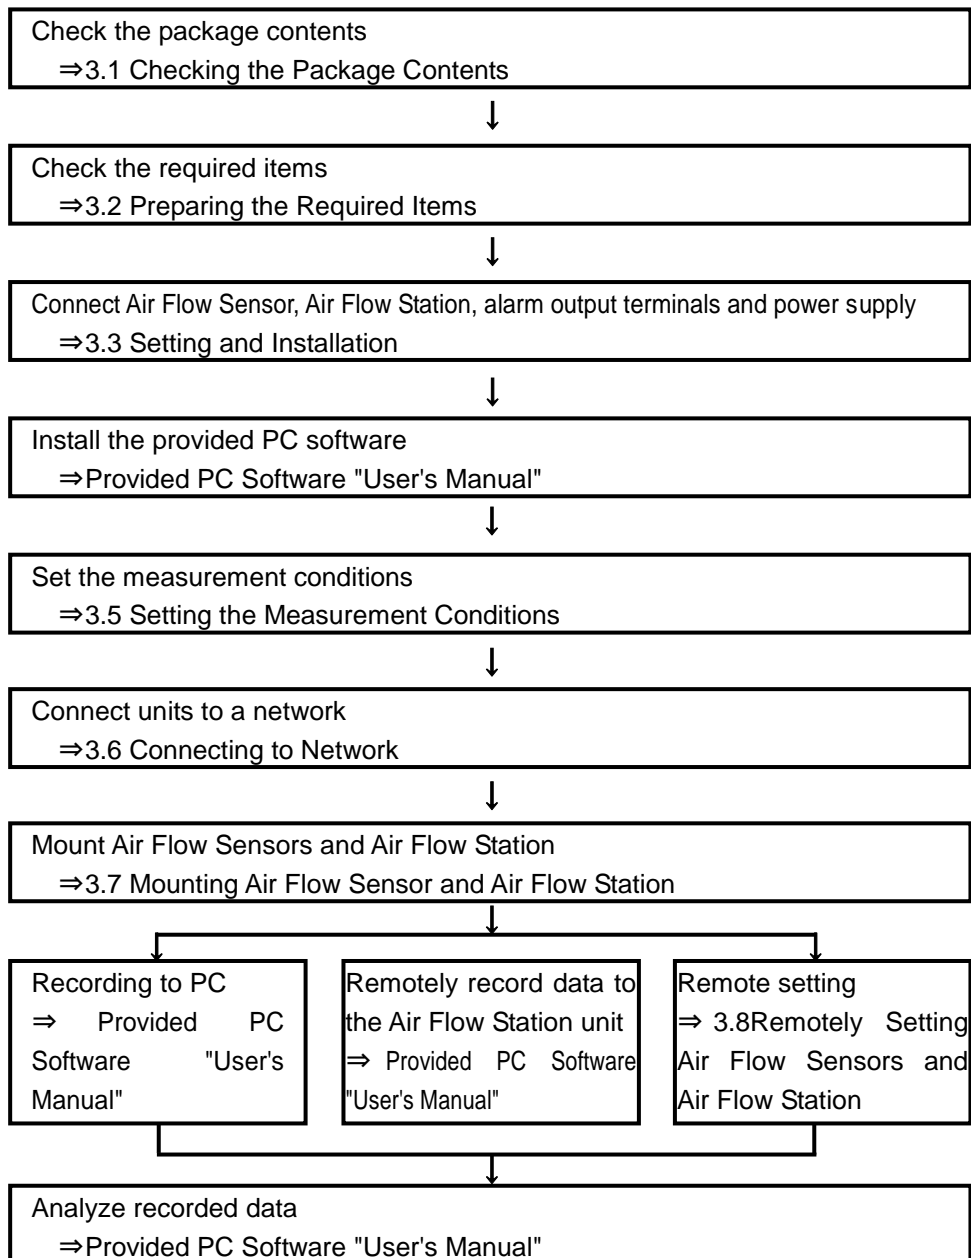 Check the package contents
⇒3.1 Checking the Package Contents
↓
Check the required items
⇒3.2 Preparing the Required Items
↓
Connect Air Flow Sensor, Air Flow Station, alarm output terminals and power supply
⇒3.3 Setting and Installation
↓
Install the provided PC software
⇒Provided PC Software "User's Manual"
↓
Set the measurement conditions
⇒3.5 Setting the Measurement Conditions
↓
Connect units to a network
⇒3.6 Connecting to Network
↓
Mount Air Flow Sensors and Air Flow Station
⇒3.7 Mounting Air Flow Sensor and Air Flow Station
Recording to PC
⇒ Provided PC
Software "User's
Manual"
Remotely record data to
the Air Flow Station unit
⇒ Provided PC Software
"User's Manual"
Remote setting
⇒ 3.8Remotely Setting
Air Flow Sensors and
Air Flow Station
Analyze recorded data
⇒Provided PC Software "User's Manual"